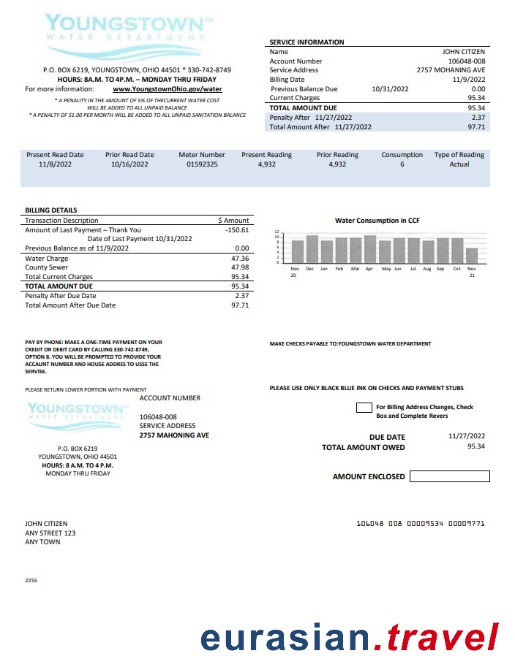 YOUNGSTOWN
WATER DEPARTMENT
P.O. BOX 6219, YOUNGSTOWN, OHIO 44501 * 330-742-8749
HOURS: 8A.M. TO 4P.M. – MONDAY THRU FRIDAY
For more information: www.YoungstownOhio.gov/water
* A PENALTY IN THE AMOUNT OF 5% OF THECURRENT WATER COST
WILL BE ADDED TO ALL UNPAID BALANCE
* A PENALTY OF $1.00 PER MONTH WILL BE ADDED TO ALL UNPAID SANITATION BALANCE
SERVICE INFORMATION
Name JOHN CITIZEN
Account Number 106048-008
Service Address 2757 MOHANING AVE
Billing Date 11/9/2022
Previous Balance Due 10/31/2022 0.00
Current Charges 95.34
TOTAL AMOUNT DUE 95.34
Penalty After 11/27/2022 2.37
Total Amount After 11/27/2022 97.71
Present Read Date Prior Read Date Meter Number Present Reading Prior Reading Consumption Type of Reading
11/8/2022 10/16/2022 01592325 4,932 4,932 6 Actual
BILLING DETAILS
Transaction Description $ Amount
Amount of Last Payment – Thank You -150.61
Date of Last Payment 10/31/2022
Previous Balance as of 11/9/2022 0.00
Water Charge 47.36
County Sewer 47.98
Total Current Charges 95.34
TOTAL AMOUNT DUE 95.34
Penalty After Due Date 2.37
Total Amount After Due Date 97.71
Water Consumption in CCF
12
10
8
6
4
2
0
Nov Dec Jan Feb Mar Apr May Jun Jul Aug Sep Oct Nov
20 21
PAY BY PHONE: MAKE A ONE-TIME PAYMENT ON YOUR
CREDIT OR DEBIT CARD BY CALLING 330-742-8749,
OPTION 8. YOU WILL BE PROMPTED TO PROVIDE YOUR
ACCAUNT NUMBER AND HOUSE ADDRES TO USSE THE
SERVISE.
MAKE CHECKS PAYABLE TO:YOUNGSTOWN WATER DEPARTMENT
PLEASE RETURN LOWER PORTION WITH PAYMENT
PLEASE USE ONLY BLACK BLUE INK ON CHECKS AND PAYMENT STUBS
YOUNGSTOWN
WATER DEPARTMENT
ACCOUNT NUMBER
106048-008
SERVICE ADDRESS
2757 MAHONING AVE
For Billing Address Changes, Check
Box and Complete Revers
P.O. BOX 6219
YOUNGSTOWN, OHIO 44501
HOURS: 8 A.M. TO 4 P.M.
MONDAY THRU FRIDAY
DUE DATE 11/27/2022
TOTAL AMOUNT OWED 95.34
AMOUNT ENCLOSED
JOHN CITIZEN
ANY STREET 123
ANY TOWN
106048 008 00009534 00009771
2255
eurasian.travel